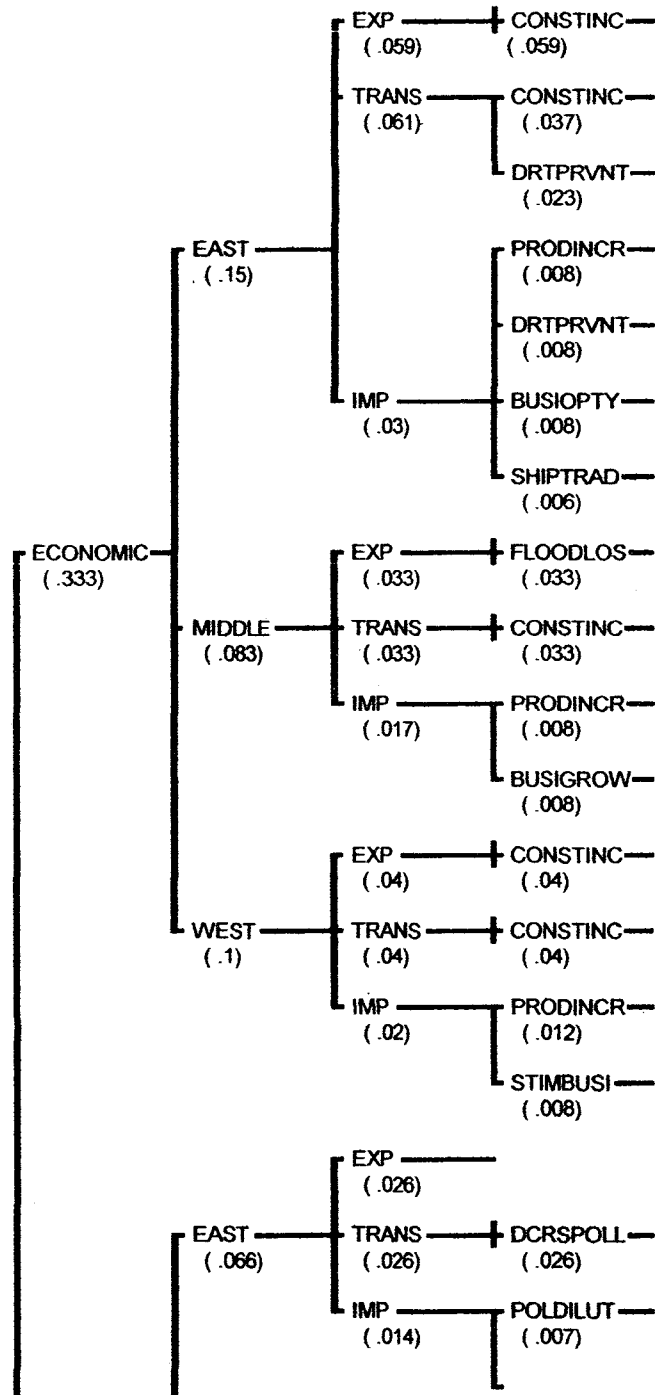 EXP CONSTINC
(.059) (.059)
TRANS CONSTINC
(.061) (.037)
DRTPRVNT
(.023)
EAST PRODINCR
(.15) (.008)
DRTPRVNT
(.008)
IMP BUSIOPTY
(.03) (.008)
SHIPTRAD
(.006)
ECONOMIC EXP FLOODLOS
(.333) (.033) (.033)
MIDDLE TRANS CONSTINC
(.083) (.033) (.033)
IMP PRODINCR
(.017) (.008)
BUSIGROW
(.008)
EXP CONSTINC
(.04) (.04)
WEST TRANS CONSTINC
(.1) (.04) (.04)
IMP PRODINCR
(.02) (.012)
STIMBUSI
(.008)
EXP
(.026)
EAST TRANS DCRSPOLL
(.066) (.026) (.026)
IMP POLDILUT
(.014) (.007)